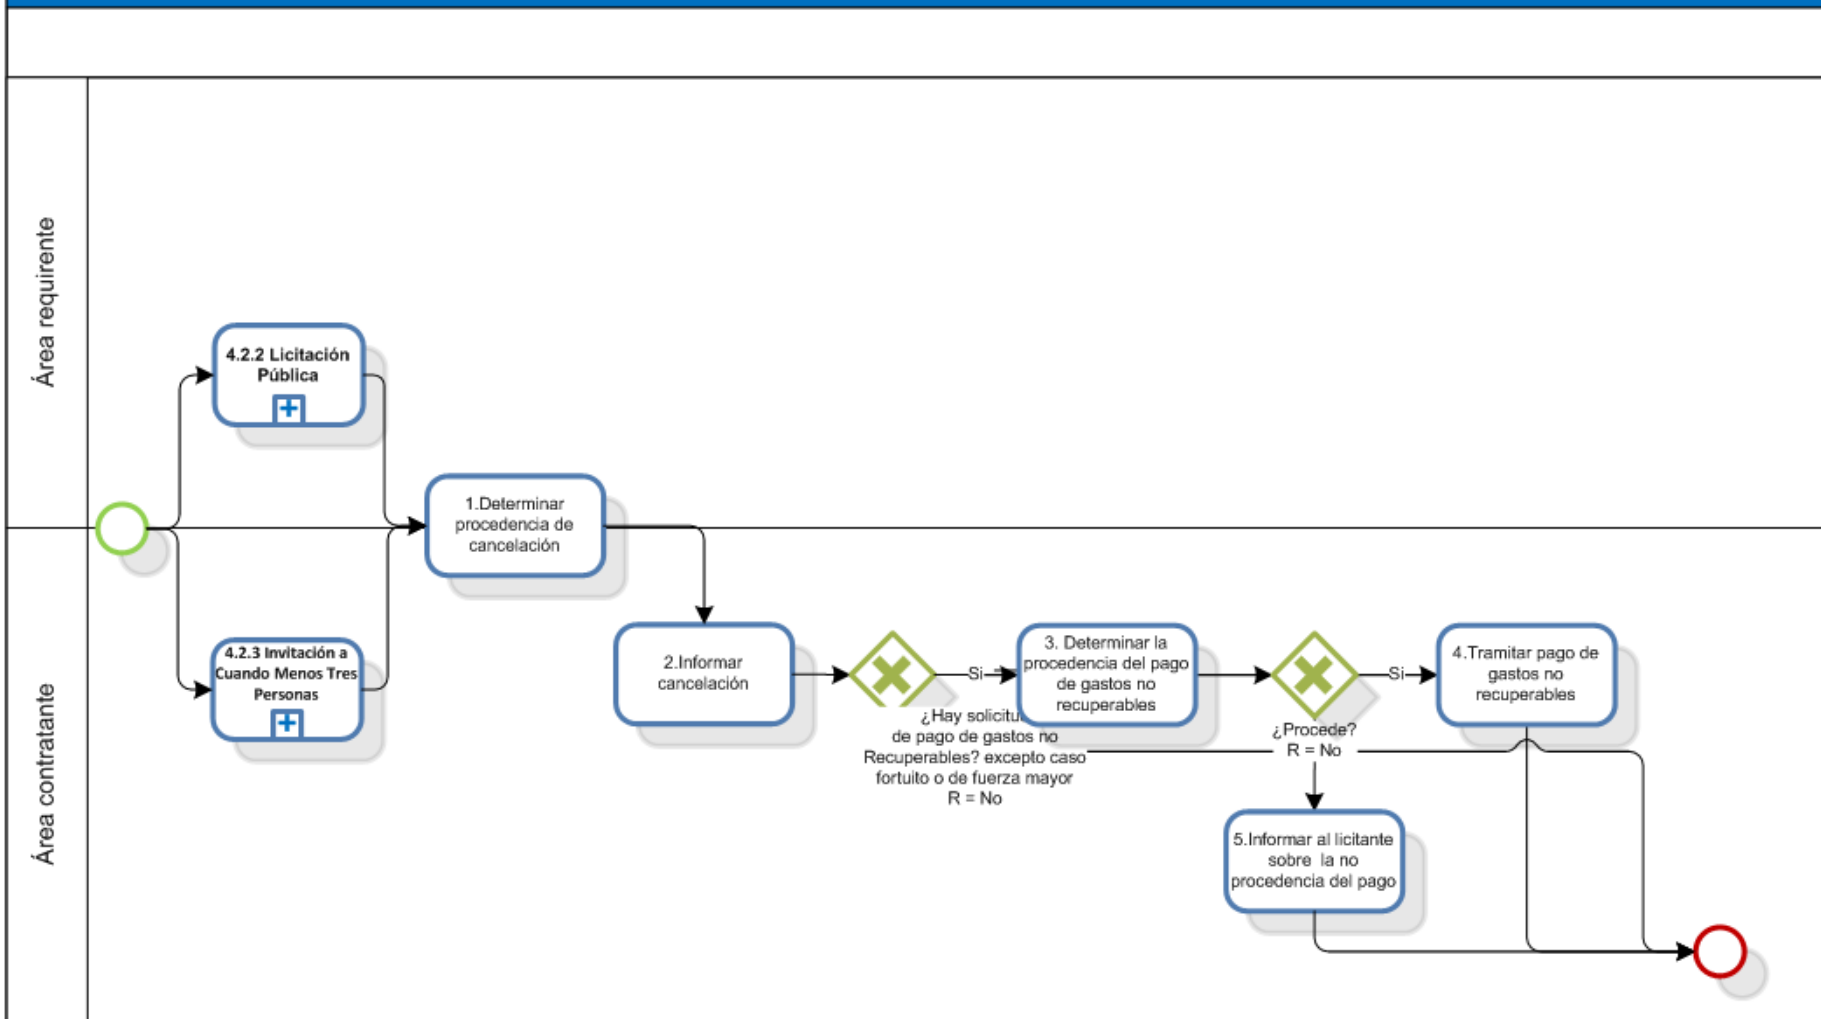 Área requirente
4.2.2 Licitación
Pública
1.Determinar
procedencia de
cancelación
Área contratante
4.2.3 Invitación a
Cuando Menos Tres
Personas
2.Informar
cancelación
¿Hay solicitu
de pago de gastos no
Recuperables? excepto caso
fortuito o de fuerza mayor
R = No
Si
3. Determinar la
procedencia del pago
de gastos no
recuperables
¿Procede?
R = No
Si
4.Tramitar pago de
gastos no
recuperables
5.Informar al licitante
sobre la no
procedencia del pago